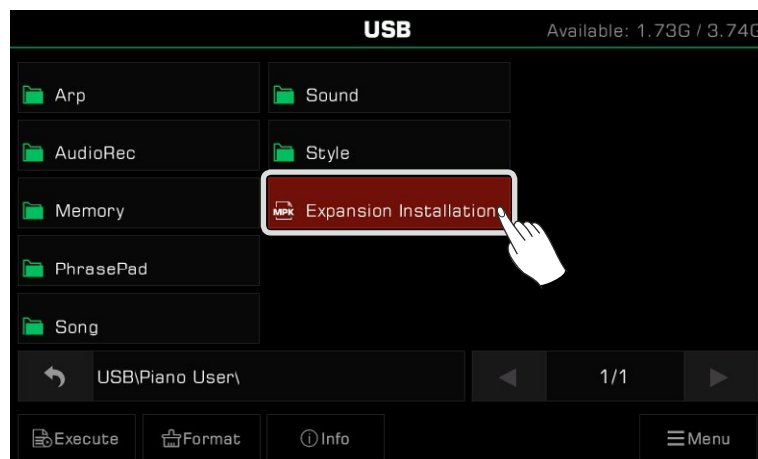 USB
Available: 1.73G / 3.74G
Arp
Sound
AudioRec
Style
Memory
MPK Expansion Installation
PhrasePad
Song
USB\Piano User\
1/1
Execute
Format
Info
Menu